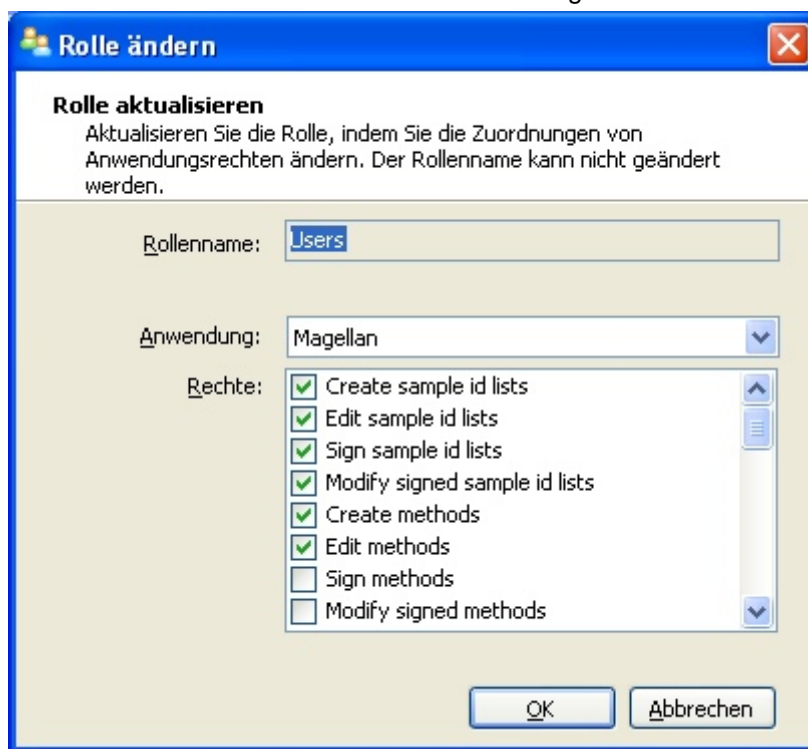 Rolle ändern
Rolle aktualisieren
Aktualisieren Sie die Rolle, indem Sie die Zuordnungen von
Anwendungsrechten ändern. Der Rollenname kann nicht geändert
werden.
Rollenname: Users
Anwendung: Magellan
Rechte: Create sample id lists
Edit sample id lists
Sign sample id lists
Modify signed sample id lists
Create methods
Edit methods
Sign methods
Modify signed methods
OK Abbrechen